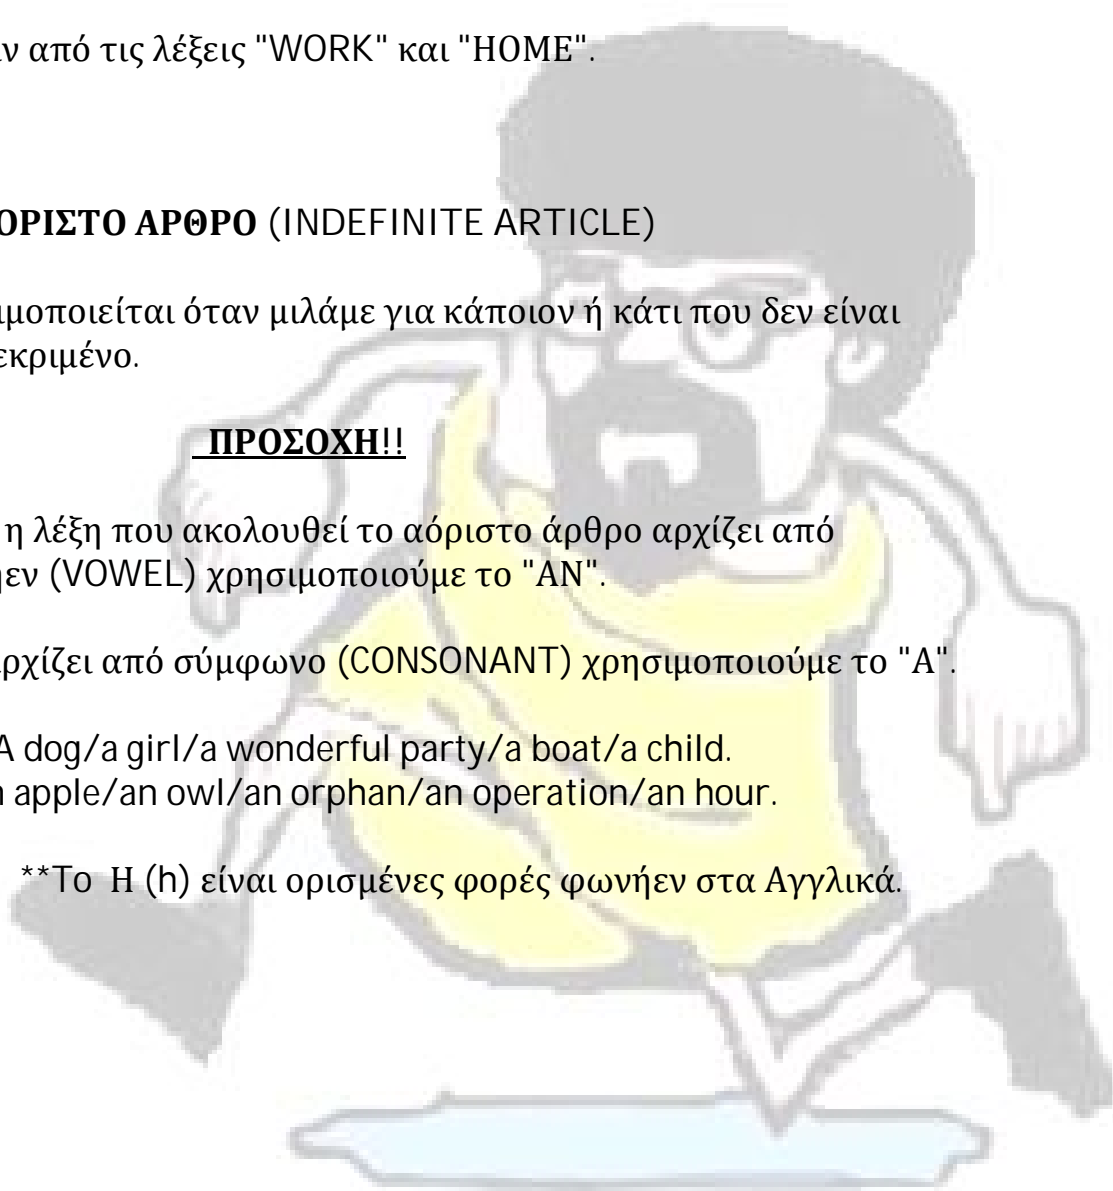 ν από τις λέξεις "WORK" και "HOME".
ΟΡΙΣΤΟ ΑΡΘΡΟ (INDEFINITE ARTICLE)
ιμοποιείται όταν μιλάμε για κάποιον ή κάτι που δεν είναι
εκριμένο.
ΠΡΟΣΟΧΗ!!
η λέξη που ακολουθεί το αόριστο άρθρο αρχίζει από
ήεν (VOWEL) χρησιμοποιούμε το "AN".
ρχίζει από σύμφωνο (CONSONANT) χρησιμοποιούμε το "A".
A dog/a girl/a wonderful party/a boat/a child.
n apple/an owl/an orphan/an operation/an hour.
**Το Η (h) είναι ορισμένες φορές φωνήεν στα Αγγλικά.